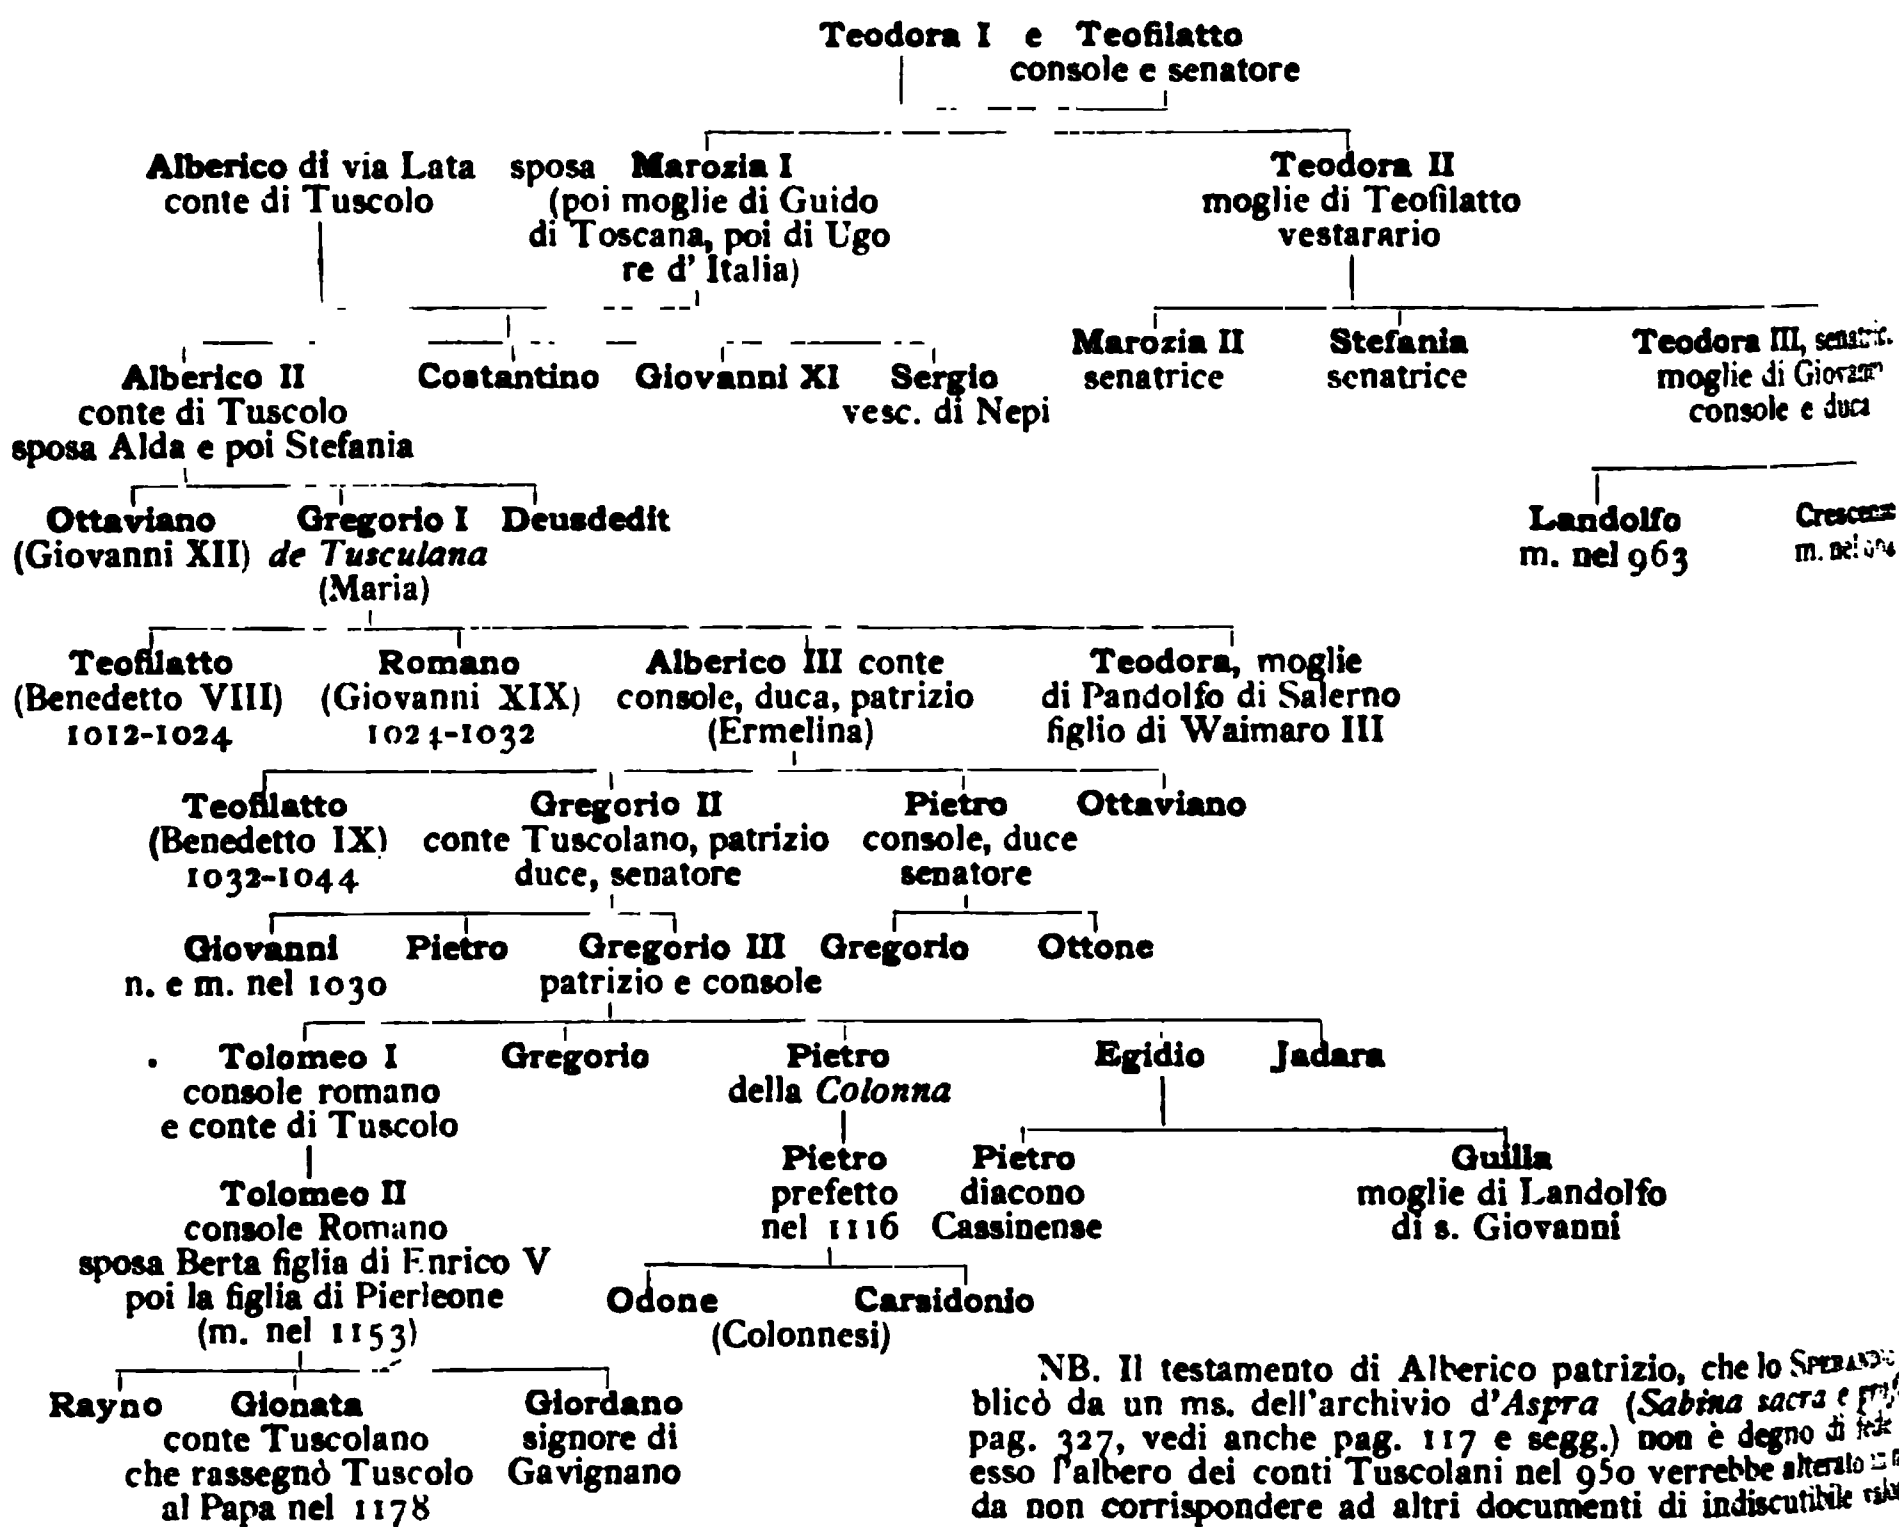 Teodora I e Teofilatto
console e senatore
Alberico di via Lata sposa Marozia I
conte di Tuscolo
(poi moglie di Guido
di Toscana, poi di Ugo
re d' Italia)
Teodora II
moglie di Teofilatto
vestarario
Alberico II
conte di Tuscolo
sposa Alda e poi Stefania
Costantino
Giovanni XI
Sergio
vesc. di Nepi
Marozia II
senatrice
Stefania
senatrice
Teodora III,
moglie di
console e duca
Ottaviano
(Giovanni XII)
Gregorio I
de Tusculana
(Maria)
Deusdedit
Landolfo
m. nel 963
m. nel
Teofilatto
(Benedetto VIII)
1012-1024
Romano
(Giovanni XIX)
1024-1032
Alberico III conte
console, duca, patrizio
(Ermelina)
Teodora, moglie
di Pandolfo di Salerno
figlio di Waimaro III
Teofilatto
(Benedetto IX)
1032-1044
Gregorio II
conte Tuscolano, patrizio
duce, senatore
Pietro
console, duce
senatore
Ottaviano
Giovanni
n. e m. nel 1030
Pietro
Gregorio III
patrizio e console
Gregorio
Ottone
Tolomeo I
console romano
e conte di Tuscolo
Gregorio
Pietro
della Colonna
Egidio
Jadara
Tolomeo II
console Romano
sposa Berta figlia di Enrico V
poi la figlia di Pierleone
(m. nel 1153)
Pietro
prefetto
nel 1116
Pietro
diacono
Cassinense
Guilla
moglie di Landolfo
di s. Giovanni
Odone
Carsidonio
(Colonnesi)
Rayno
Gionata
conte Tuscolano
che rassegnò Tuscolo
al Papa nel 1178
Giordano
signore di
Gavignano
NB. Il testamento di Alberico patrizio, che lo
blicò da un ms. dell'archivio d'Aspra (Sabina sacra e
pag. 327, vedi anche pag. 117 e segg.) non è degno di fede
esso l'albero dei conti Tuscolani nel 950 verrebbe alterato
da non corrispondere ad altri documenti di indiscutibile